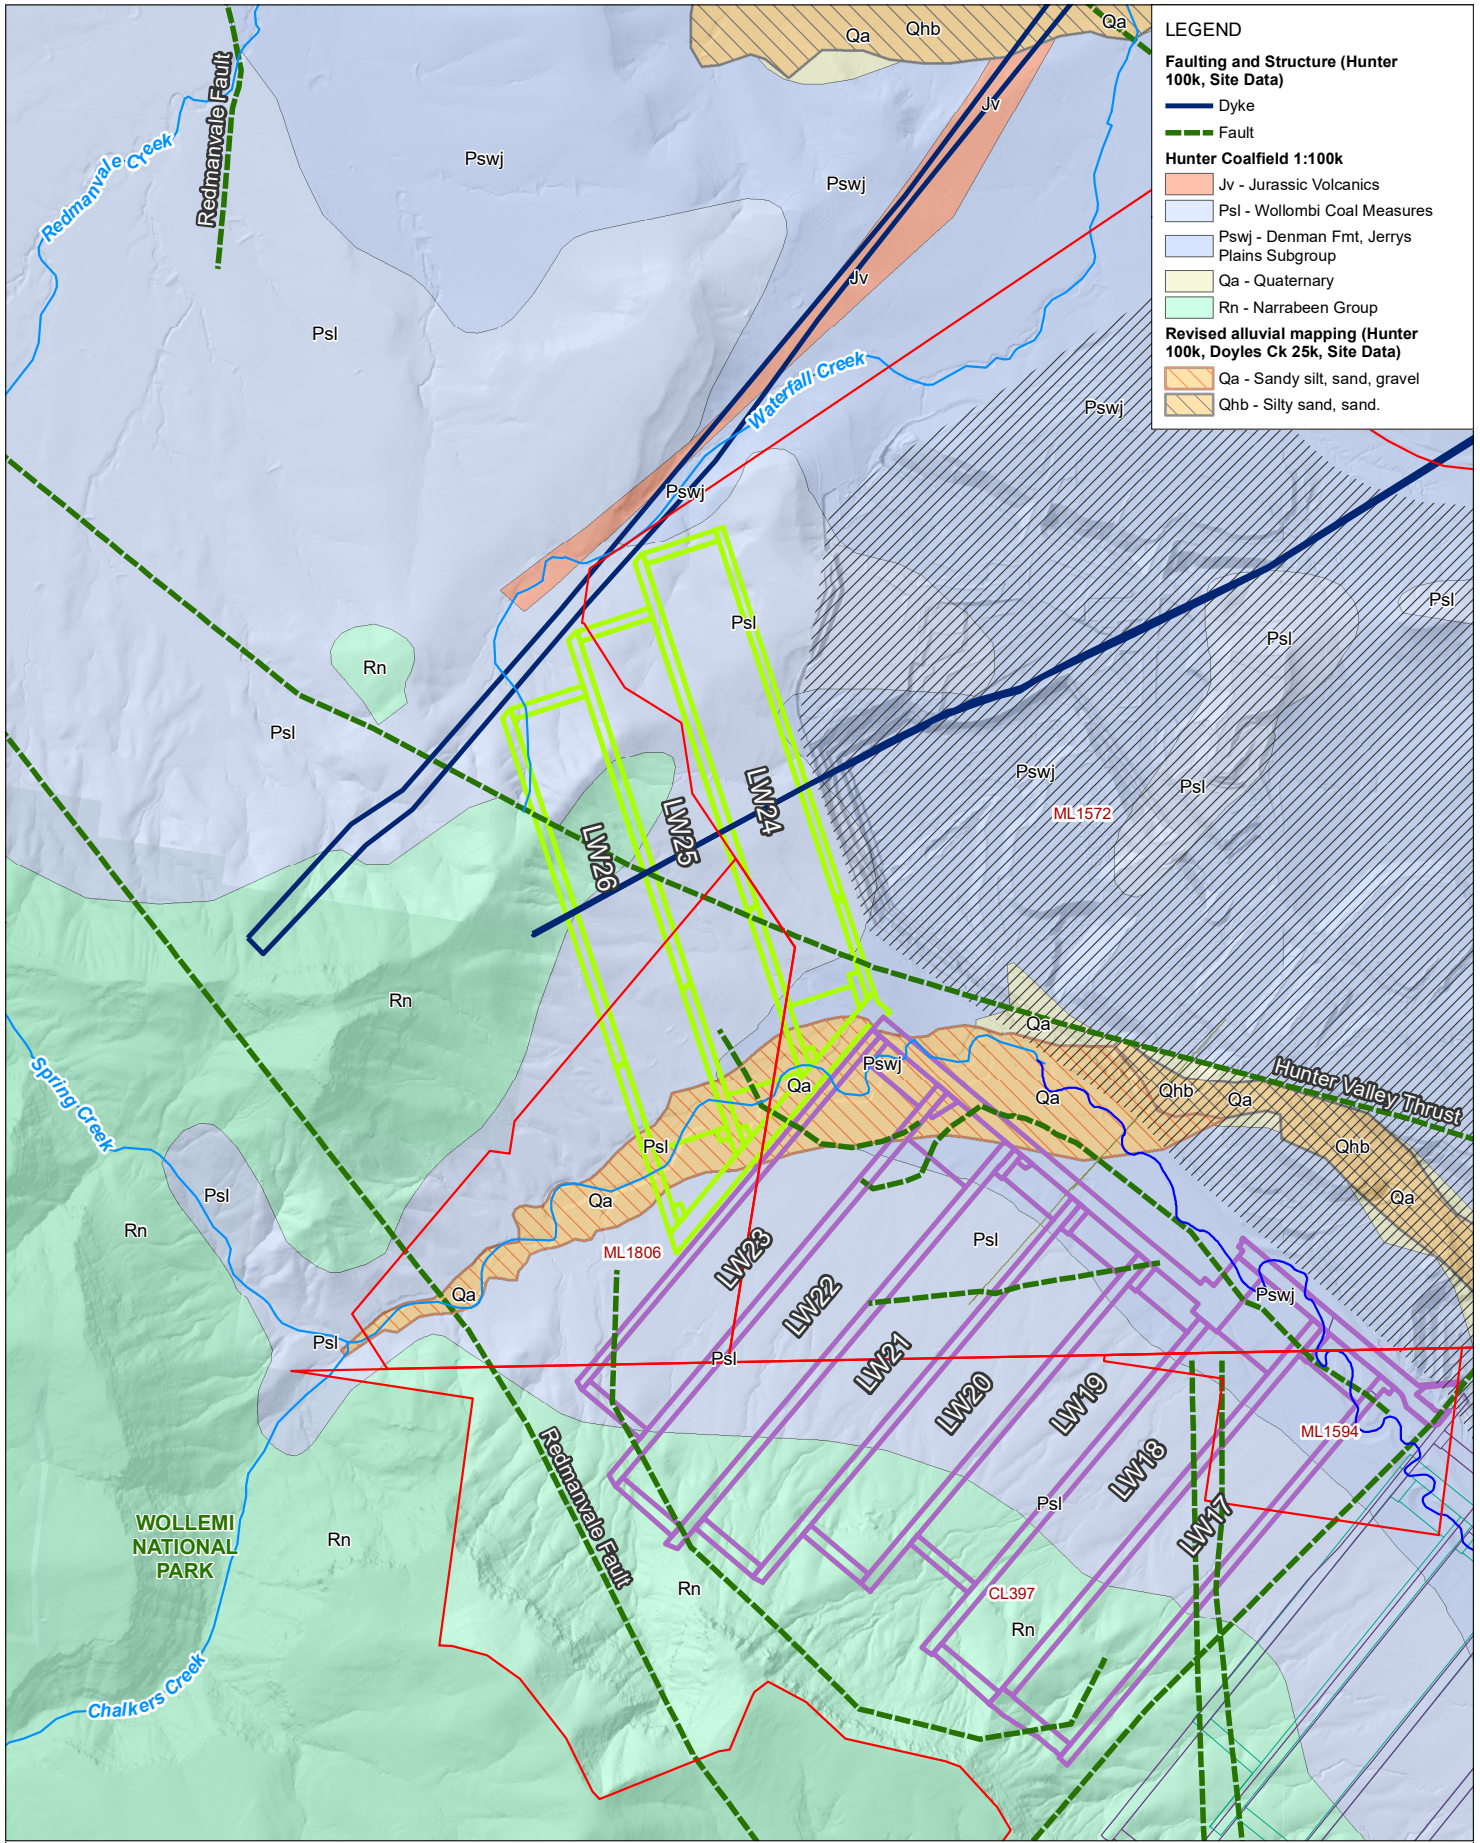 LEGEND
Faulting and Structure (Hunter
100k, Site Data)
Dyke
Fault
Hunter Coalfield 1:100k
Jv - Jurassic Volcanics
Psl - Wollombi Coal Measures
Pswj - Denman Fmt, Jerrys
Plains Subgroup
Qa - Quaternary
Rn - Narrabeen Group
Revised alluvial mapping (Hunter
100k, Doyles Ck 25k, Site Data)
Qa - Sandy silt, sand, gravel
Qhb - Silty sand, sand.
Qa
Qhb
Qa
Redmanvale Fault
Redmanvale Creek
Jv
Pswj
Pswj
Jv
Psl
Waterfall Creek
Pswj
Pswj
Psl
Psl
Psl
Rn
Psl
Pswj
Psl
ML1572
LW24
LW25
LW26
Rn
Qa
Hunter Valley Thrust
Pswj
Qa
Qhb
Qa
Qa
Spring Creek
Psl
Qhb
Psl
Qa
Qa
Rn
Psl
ML1806
LW23
Qa
Pswj
LW22
Psl
Psl
LW21
LW20
LW19
ML1594
LW18
Redmanvale Fault
Psl
LW17
WOLLEMI
NATIONAL
PARK
Rn
Rn
CL397
Rn
Chalkers Creek